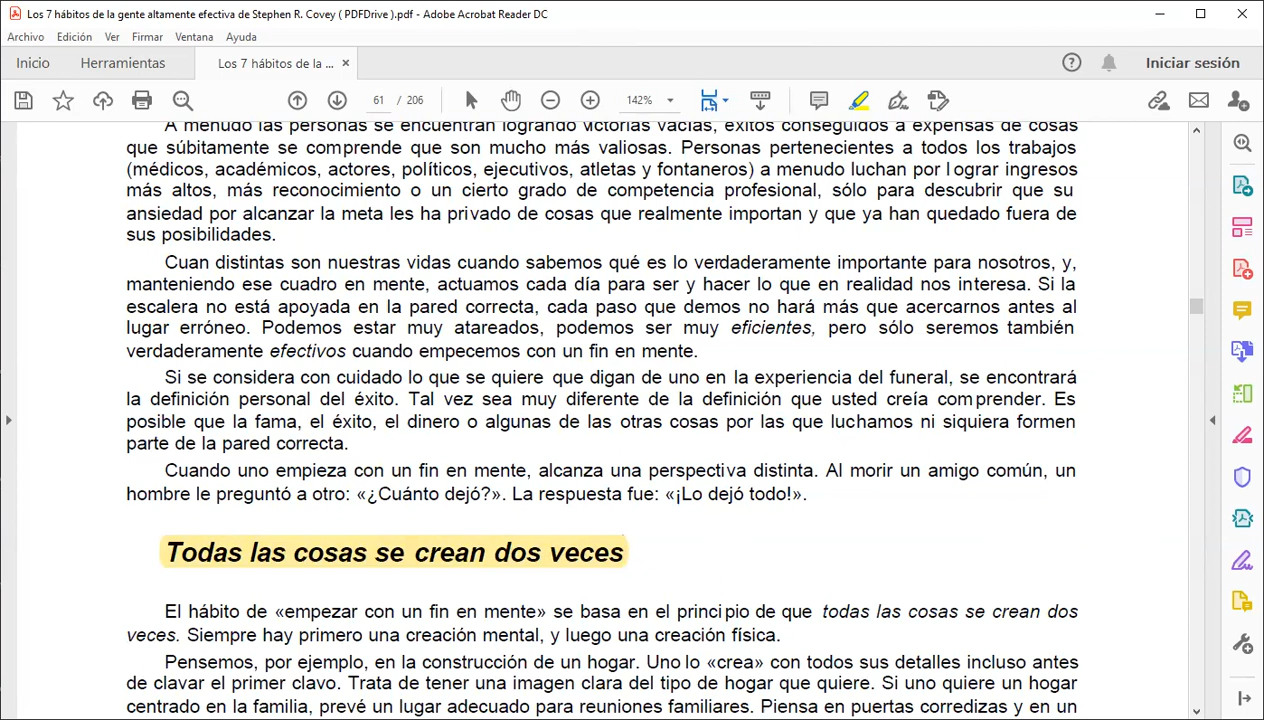 Los 7 hábitos de la gente altamente efectiva de Stephen R. Covey ( PDFDrive ).pdf - Adobe Acrobat Reader DC
Archivo Edición Ver Firmar Ventana Ayuda
Inicio Herramientas Los 7 hábitos de la ... × Iniciar sesión
61 / 206 142%
A menudo las personas se encuentran logrando victorias vacías, éxitos conseguidos a expensas de cosas
que súbitamente se comprende que son mucho más valiosas. Personas pertenecientes a todos los trabajos
(médicos, académicos, actores, políticos, ejecutivos, atletas y fontaneros) a menudo luchan por lograr ingresos
más altos, más reconocimiento o un cierto grado de competencia profesional, sólo para descubrir que su
ansiedad por alcanzar la meta les ha privado de cosas que realmente importan y que ya han quedado fuera de
sus posibilidades.
Cuan distintas son nuestras vidas cuando sabemos qué es lo verdaderamente importante para nosotros, y,
manteniendo ese cuadro en mente, actuamos cada día para ser y hacer lo que en realidad nos interesa. Si la
escalera no está apoyada en la pared correcta, cada paso que demos no hará más que acercarnos antes al
lugar erróneo. Podemos estar muy atareados, podemos ser muy eficientes, pero sólo seremos también
verdaderamente efectivos cuando empecemos con un fin en mente.
Si se considera con cuidado lo que se quiere que digan de uno en la experiencia del funeral, se encontrará
la definición personal del éxito. Tal vez sea muy diferente de la definición que usted creía comprender. Es
posible que la fama, el éxito, el dinero o algunas de las otras cosas por las que luchamos ni siquiera formen
parte de la pared correcta.
Cuando uno empieza con un fin en mente, alcanza una perspectiva distinta. Al morir un amigo común, un
hombre le preguntó a otro: «¿Cuánto dejó?». La respuesta fue: «¡Lo dejó todo!».
Todas las cosas se crean dos veces
El hábito de «empezar con un fin en mente» se basa en el principio de que todas las cosas se crean dos
veces. Siempre hay primero una creación mental, y luego una creación física.
Pensemos, por ejemplo, en la construcción de un hogar. Uno lo «crea» con todos sus detalles incluso antes
de clavar el primer clavo. Trata de tener una imagen clara del tipo de hogar que quiere. Si uno quiere un hogar
centrado en la familia, prevé un lugar adecuado para reuniones familiares. Piensa en puertas corredizas y en un